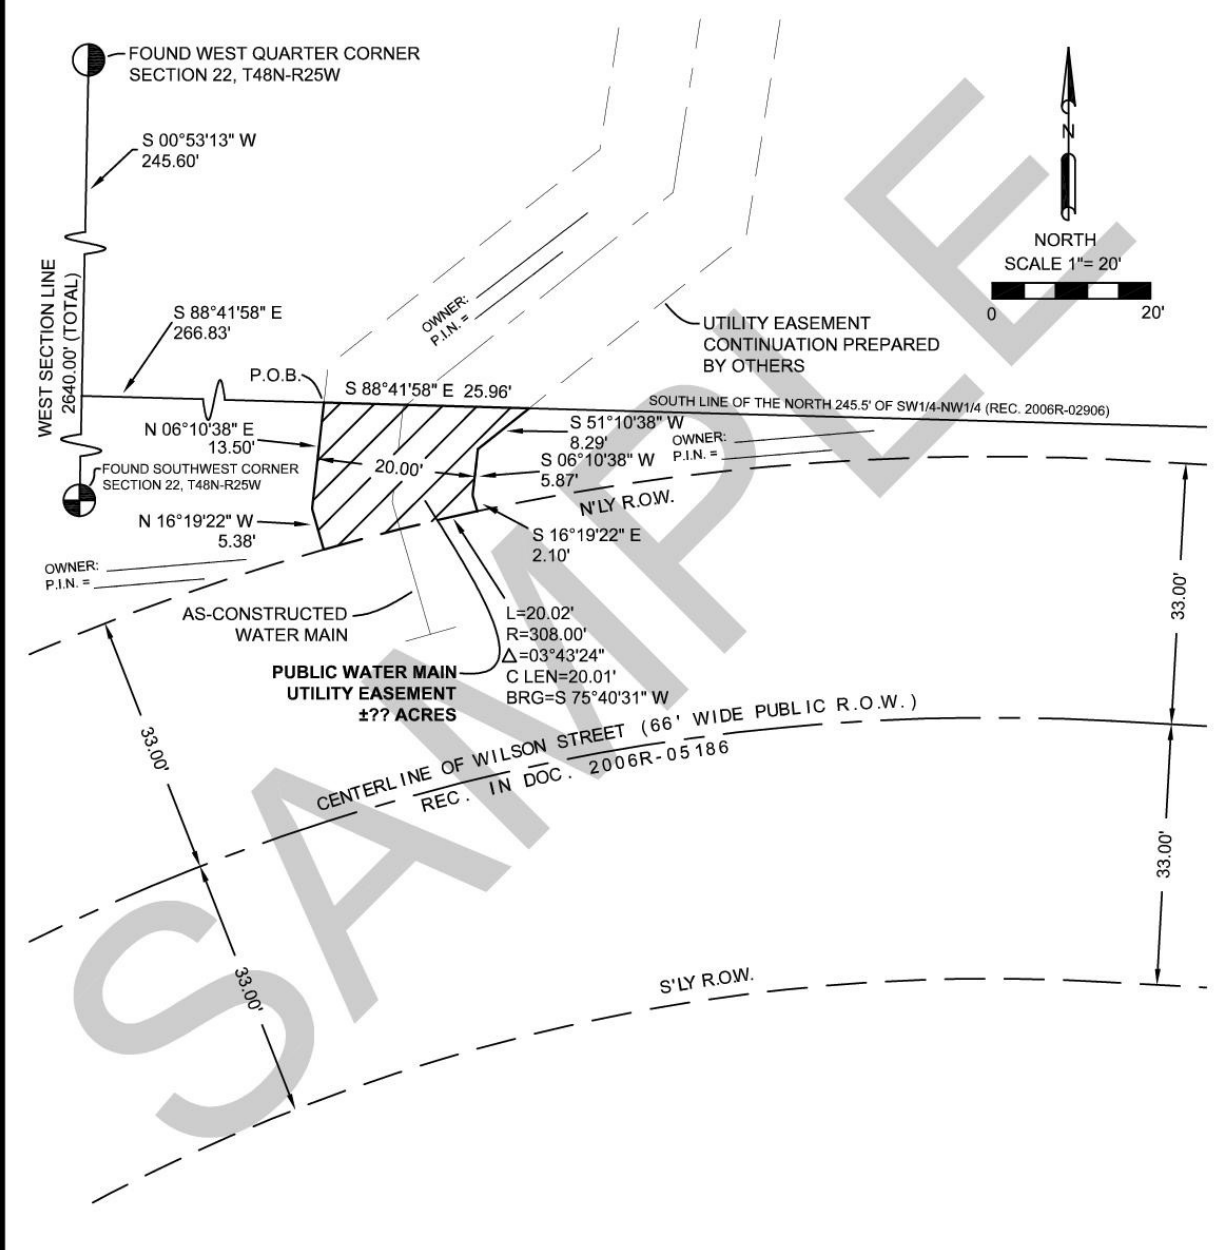 FOUND WEST QUARTER CORNER
SECTION 22, T48N-R25W
S 00°53'13" W
245.60'
WEST SECTION LINE
2640.00' (TOTAL)
S 88°41'58" E
266.83'
N
NORTH
SCALE 1"= 20'
0
20'
OWNER:
P.I.N. =
UTILITY EASEMENT
CONTINUATION PREPARED
BY OTHERS
P.O.B.
S 88°41'58" E 25.96'
SOUTH LINE OF THE NORTH 245.5' OF SW1/4-NW1/4 (REC. 2006R-02906)
N 06°10'38" E
13.50'
S 51°10'38" W
8.29'
OWNER:
P.I.N. =
20.00'
S 06°10'38" W
5.87'
FOUND SOUTHWEST CORNER
SECTION 22, T48N-R25W
N'LY R.O.W.
N 16°19'22" W
5.38'
S 16°19'22" E
2.10'
OWNER:
P.I.N. =
AS-CONSTRUCTED
WATER MAIN
L=20.02'
R=308.00'
Δ=03°43'24"
C LEN=20.01'
BRG=S 75°40'31" W
PUBLIC WATER MAIN
UTILITY EASEMENT
±?? ACRES
33.00'
33.00'
CENTERLINE OF WILSON STREET (66' WIDE PUBLIC R.O.W.)
REC. IN DOC. 2006R-05186
33.00'
33.00'
S'LY R.O.W.
SAMPLE